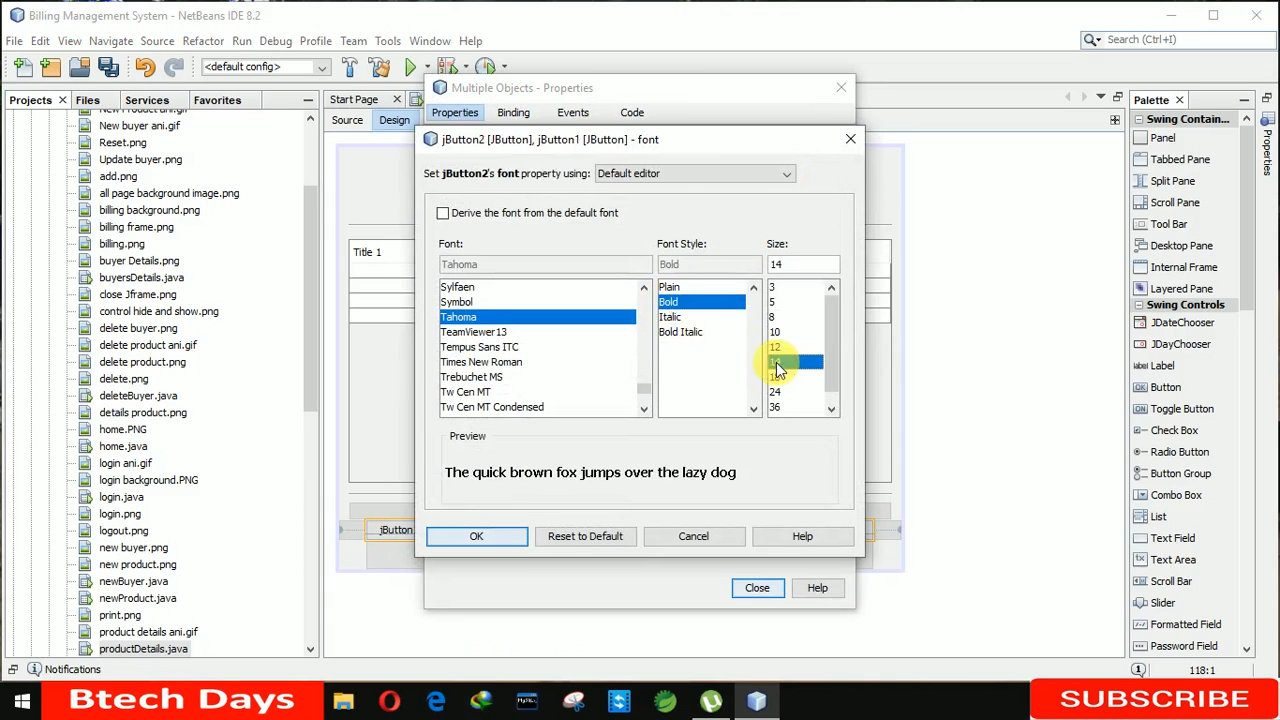 Billing Management System - NetBeans IDE 8.2
File Edit View Navigate Source Refactor Run Debug Profile Team Tools Window Help
Search (Ctrl+I)
<default config>
Projects Files Services Favorites
Start Page
Source Design
New Product ani.gif
New buyer ani.gif
Reset.png
Update buyer.png
add.png
all page background image.png
billing background.png
billing frame.png
billing.png
buyer Details.png
buyersDetails.java
close Jframe.png
control hide and show.png
delete buyer.png
delete product.png
delete.png
deleteBuyer.java
details product.png
home.PNG
home.java
login ani.gif
login background.PNG
login.java
login.png
logout.png
new buyer.png
new product.png
newBuyer.java
newProduct.java
print.png
product details ani.gif
productDetails.java
Title 1
jButton
Multiple Objects - Properties
Properties Binding Events Code
jButton2 [JButton], jButton1 [JButton] - font
Set jButton2's font property using: Default editor
Derive the font from the default font
Font: Font Style: Size:
Tahoma Bold 14
Sylfaen
Symbol
Tahoma
TeamViewer13
Tempus Sans ITC
Times New Roman
Trebuchet MS
Tw Cen MT
Tw Cen MT Condensed
Plain
Bold
Italic
Bold Italic
3
5
8
10
12
14
24
36
Preview
The quick brown fox jumps over the lazy dog
OK Reset to Default Cancel Help
Close Help
Palette
Swing Contain...
Panel
Tabbed Pane
Split Pane
Scroll Pane
Tool Bar
Desktop Pane
Internal Frame
Layered Pane
Swing Controls
JDateChooser
JDayChooser
Label
Button
Toggle Button
Check Box
Radio Button
Button Group
Combo Box
List
Text Field
Text Area
Scroll Bar
Slider
Formatted Field
Password Field
Properties
Notifications
118:1
Btech Days
SUBSCRIBE